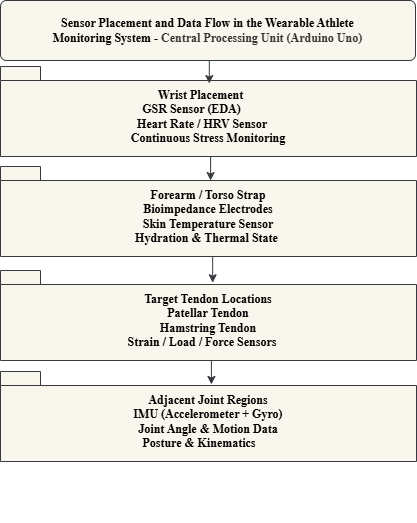 Sensor Placement and Data Flow in the Wearable Athlete
Monitoring System - Central Processing Unit (Arduino Uno)
Wrist Placement
GSR Sensor (EDA)
Heart Rate / HRV Sensor
Continuous Stress Monitoring
Forearm / Torso Strap
Bioimpedance Electrodes
Skin Temperature Sensor
Hydration & Thermal State
Target Tendon Locations
Patellar Tendon
Hamstring Tendon
Strain / Load / Force Sensors
Adjacent Joint Regions
IMU (Accelerometer + Gyro)
Joint Angle & Motion Data
Posture & Kinematics